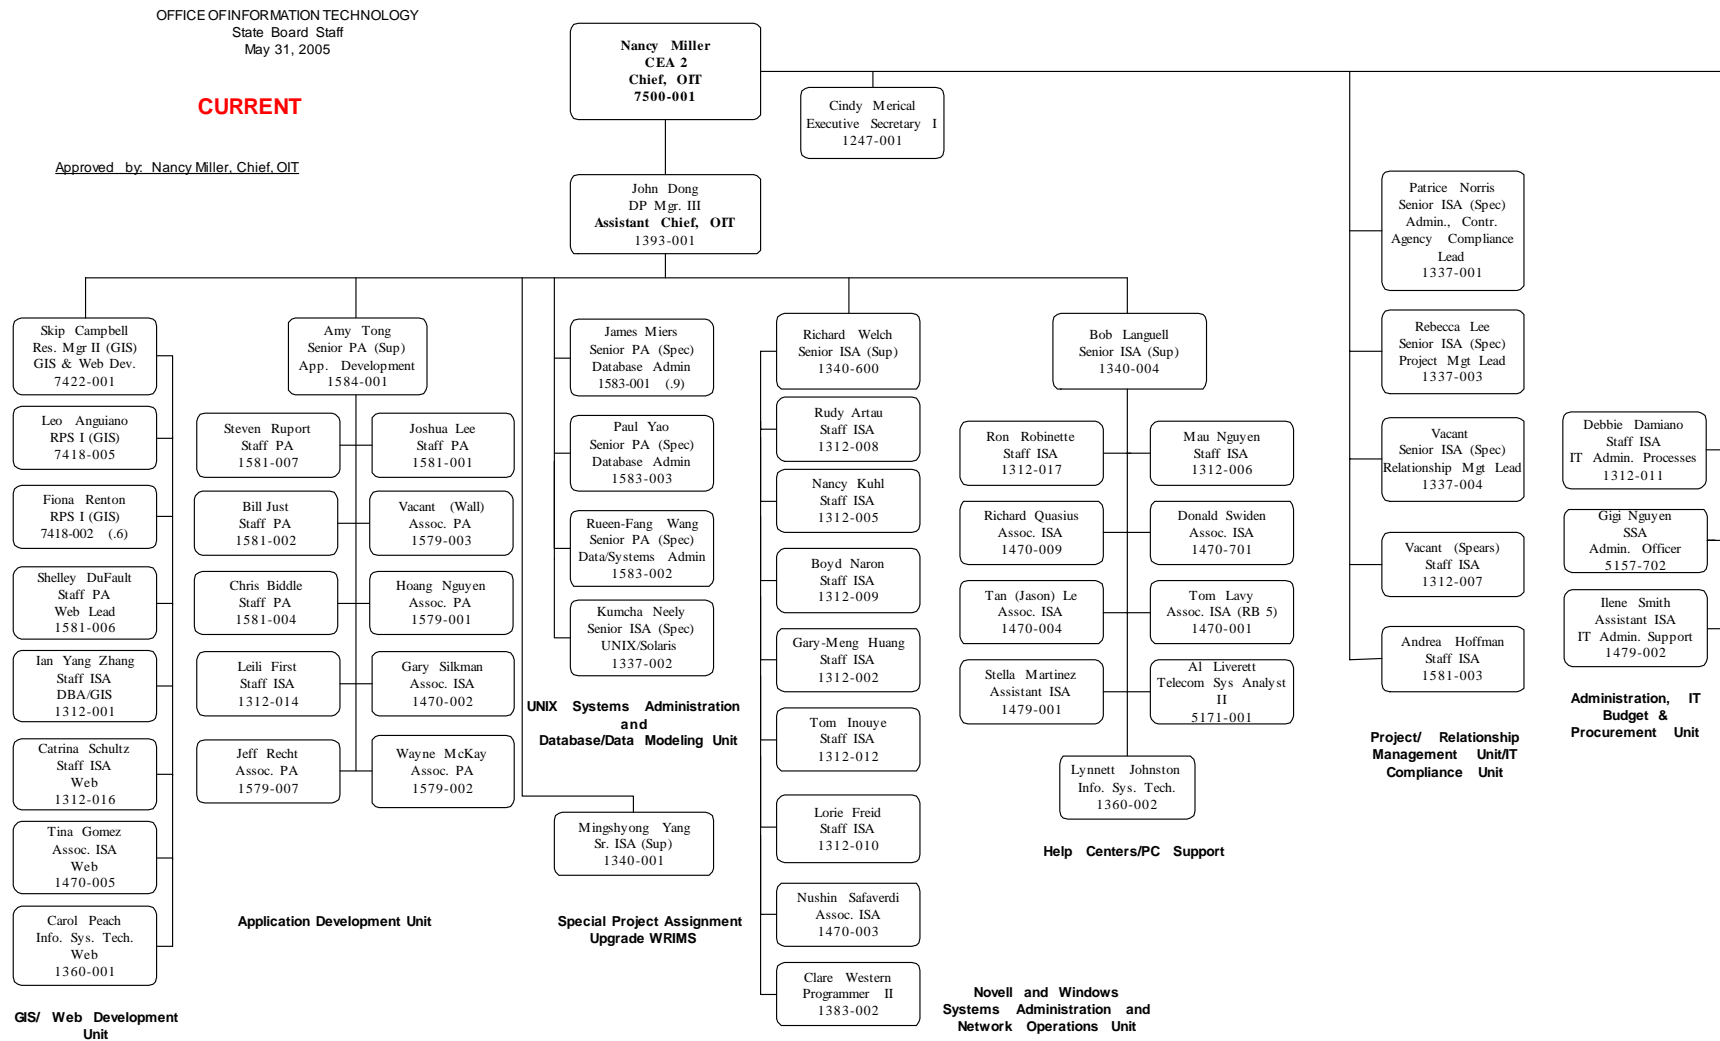 OFFICE OF INFORMATION TECHNOLOGY
State Board Staff
May 31, 2005
CURRENT
Approved by: Nancy Miller, Chief, OIT
Nancy Miller
CEA 2
Chief, OIT
7500-001
Cindy Merical
Executive Secretary I
1247-001
John Dong
DP Mgr. III
Assistant Chief, OIT
1393-001
Skip Campbell
Res. Mgr II (GIS)
GIS & Web Dev.
7422-001
Leo Anguiano
RPS I (GIS)
7418-005
Fiona Renton
RPS I (GIS)
7418-002 (.6)
Shelley DuFault
Staff PA
Web Lead
1581-006
Ian Yang Zhang
Staff ISA
DBA/GIS
1312-001
Catrina Schultz
Staff ISA
Web
1312-016
Tina Gomez
Assoc. ISA
Web
1470-005
Carol Peach
Info. Sys. Tech.
Web
1360-001
GIS/ Web Development
Unit
Amy Tong
Senior PA (Sup)
App. Development
1584-001
Steven Ruport
Staff PA
1581-007
Joshua Lee
Staff PA
1581-001
Bill Just
Staff PA
1581-002
Vacant (Wall)
Assoc. PA
1579-003
Chris Biddle
Staff PA
1581-004
Hoang Nguyen
Assoc. PA
1579-001
Leili First
Staff ISA
1312-014
Gary Silkman
Assoc. ISA
1470-002
Jeff Recht
Assoc. PA
1579-007
Wayne McKay
Assoc. PA
1579-002
Application Development Unit
James Miers
Senior PA (Spec)
Database Admin
1583-001 (.9)
Paul Yao
Senior PA (Spec)
Database Admin
1583-003
Rueen-Fang Wang
Senior PA (Spec)
Data/Systems Admin
1583-002
Kumcha Neely
Senior ISA (Spec)
UNIX/Solaris
1337-002
UNIX Systems Administration
and
Database/Data Modeling Unit
Mingshyong Yang
Sr. ISA (Sup)
1340-001
Special Project Assignment
Upgrade WRIMS
Richard Welch
Senior ISA (Sup)
1340-600
Rudy Artau
Staff ISA
1312-008
Nancy Kuhl
Staff ISA
1312-005
Boyd Naron
Staff ISA
1312-009
Gary-Meng Huang
Staff ISA
1312-002
Tom Inouye
Staff ISA
1312-012
Lorie Freid
Staff ISA
1312-010
Nushin Safaverdi
Assoc. ISA
1470-003
Clare Western
Programmer II
1383-002
Novell and Windows
Systems Administration and
Network Operations Unit
Bob Languell
Senior ISA (Sup)
1340-004
Ron Robinette
Staff ISA
1312-017
Mau Nguyen
Staff ISA
1312-006
Richard Quasius
Assoc. ISA
1470-009
Donald Swiden
Assoc. ISA
1470-701
Tan (Jason) Le
Assoc. ISA
1470-004
Tom Lavy
Assoc. ISA (RB 5)
1470-001
Stella Martinez
Assistant ISA
1479-001
Al Liverett
Telecom Sys Analyst
II
5171-001
Lynnett Johnston
Info. Sys. Tech.
1360-002
Help Centers/PC Support
Patrice Norris
Senior ISA (Spec)
Admin., Contr.
Agency Compliance
Lead
1337-001
Rebecca Lee
Senior ISA (Spec)
Project Mgt Lead
1337-003
Vacant
Senior ISA (Spec)
Relationship Mgt Lead
1337-004
Vacant (Spears)
Staff ISA
1312-007
Andrea Hoffman
Staff ISA
1581-003
Project/ Relationship
Management Unit/IT
Compliance Unit
Debbie Damiano
Staff ISA
IT Admin. Processes
1312-011
Gigi Nguyen
SSA
Admin. Officer
5157-702
Ilene Smith
Assistant ISA
IT Admin. Support
1479-002
Administration, IT
Budget &
Procurement Unit